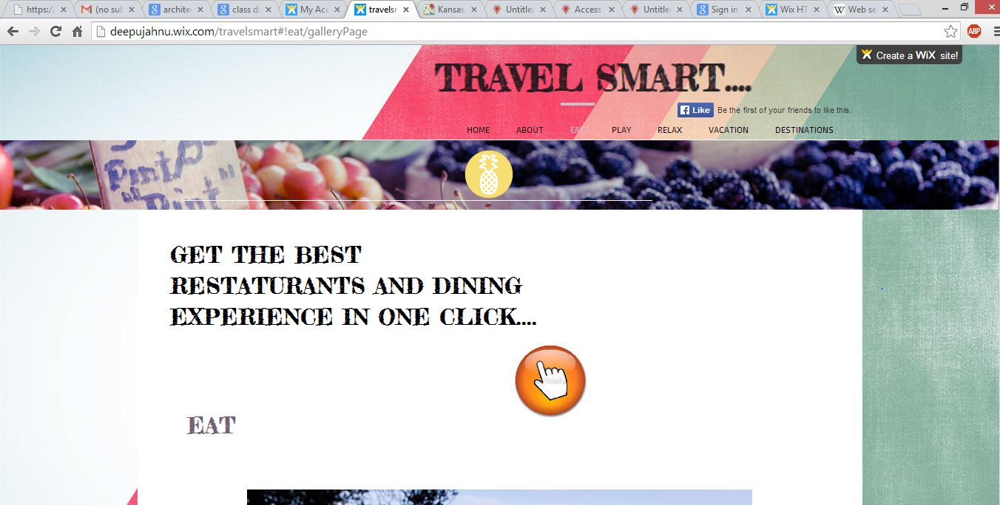 https:/
(no sub
archite
class di
My Acc
travelsr
Kansas
Untitle
Access
Untitle
Sign in
Wix HT
Web se
deepujahnu.wix.com/travelsmart#!eat/galleryPage
ABP
Create a WiX site!
TRAVEL SMART....
Like Be the first of your friends to like this.
HOME ABOUT EAT PLAY RELAX VACATION DESTINATIONS
Pint
GET THE BEST
RESTATURANTS AND DINING
EXPERIENCE IN ONE CLICK....
EAT